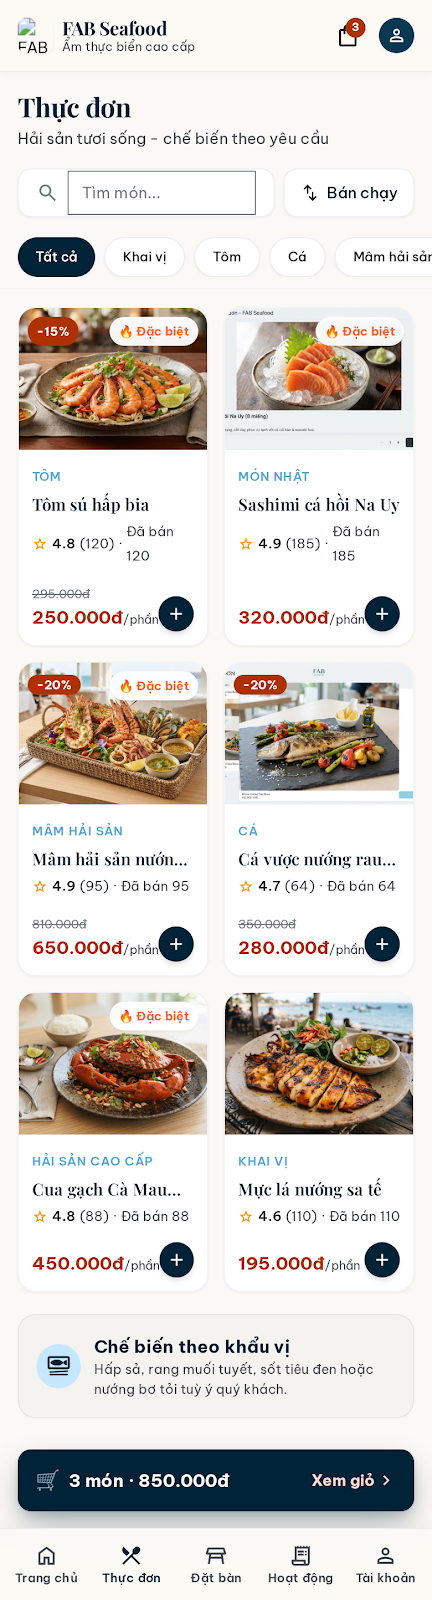 FAB
FAB Seafood
Ẩm thực biển cao cấp
3
Thực đơn
Hải sản tươi sống - chế biến theo yêu cầu
Tìm món...
Bán chạy
Tất cả
Khai vị
Tôm
Cá
Mâm hải sản
-15%
🔥 Đặc biệt
TÔM
Tôm sú hấp bia
4.8 (120) · Đã bán
120
295.000đ
250.000đ/phần
+
FAB Seafood
🔥 Đặc biệt
i Na Uy (8 miếng)
MÓN NHẬT
Sashimi cá hồi Na Uy
4.9 (185) · Đã bán
185
320.000đ/phần
+
-20%
🔥 Đặc biệt
MÂM HẢI SẢN
Mâm hải sản nướn...
4.9 (95) · Đã bán 95
810.000đ
650.000đ/phần
+
-20%
FAB
CÁ
Cá vược nướng rau...
4.7 (64) · Đã bán 64
350.000đ
280.000đ/phần
+
🔥 Đặc biệt
HẢI SẢN CAO CẤP
Cua gạch Cà Mau...
4.8 (88) · Đã bán 88
450.000đ/phần
+
KHAI VỊ
Mực lá nướng sa tế
4.6 (110) · Đã bán 110
195.000đ/phần
+
Chế biến theo khẩu vị
Hấp sả, rang muối tuyết, sốt tiêu đen hoặc
nướng bơ tỏi tuỳ ý quý khách.
🛒 3 món · 850.000đ
Xem giỏ
Trang chủ
Thực đơn
Đặt bàn
Hoạt động
Tài khoản